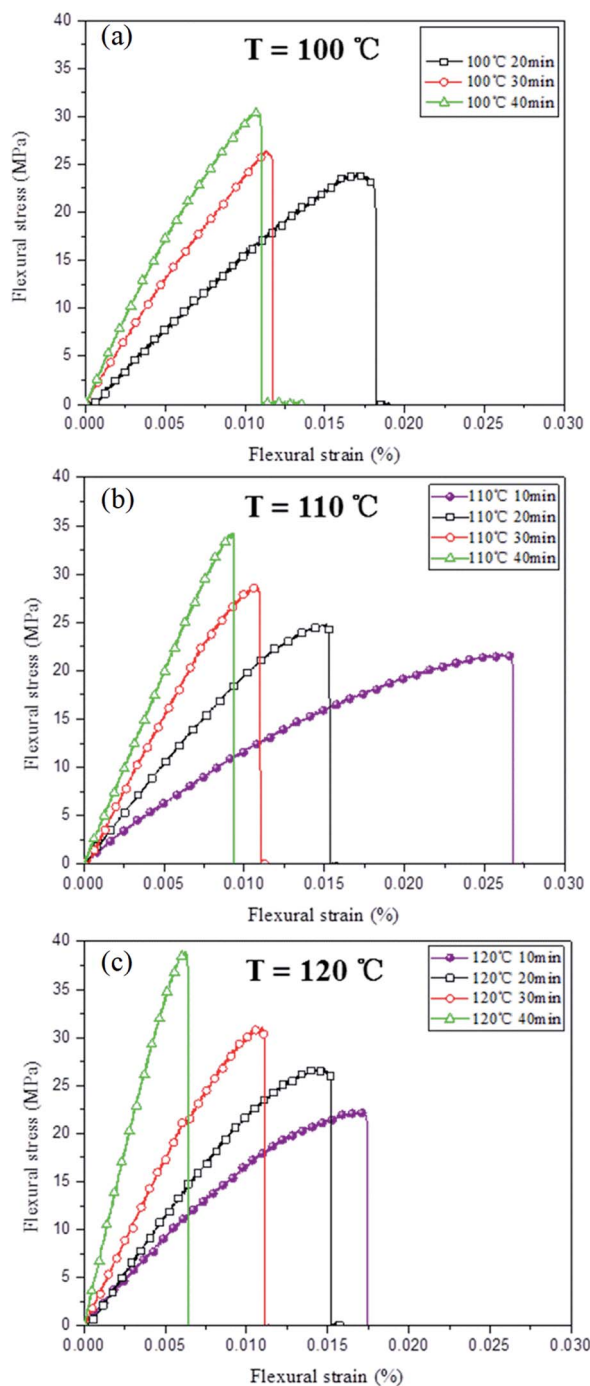 (a)
T = 100 ℃
100℃ 20min
100℃ 30min
100℃ 40min
Flexural stress (MPa)
40
35
30
25
20
15
10
5
0
0.000 0.005 0.010 0.015 0.020 0.025 0.030
Flexural strain (%)
(b)
T = 110 ℃
110℃ 10min
110℃ 20min
110℃ 30min
110℃ 40min
Flexural stress (MPa)
40
35
30
25
20
15
10
5
0
0.000 0.005 0.010 0.015 0.020 0.025 0.030
Flexural strain (%)
(c)
T = 120 ℃
120℃ 10min
120℃ 20min
120℃ 30min
120℃ 40min
Flexural stress (MPa)
40
35
30
25
20
15
10
5
0
0.000 0.005 0.010 0.015 0.020 0.025 0.030
Flexural strain (%)